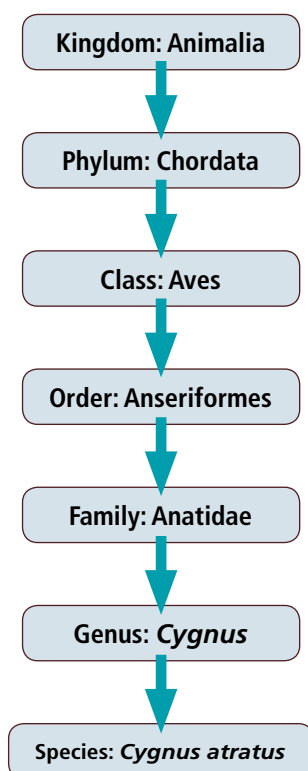 Kingdom: Animalia
Phylum: Chordata
Class: Aves
Order: Anseriformes
Family: Anatidae
Genus: Cygnus
Species: Cygnus atratus